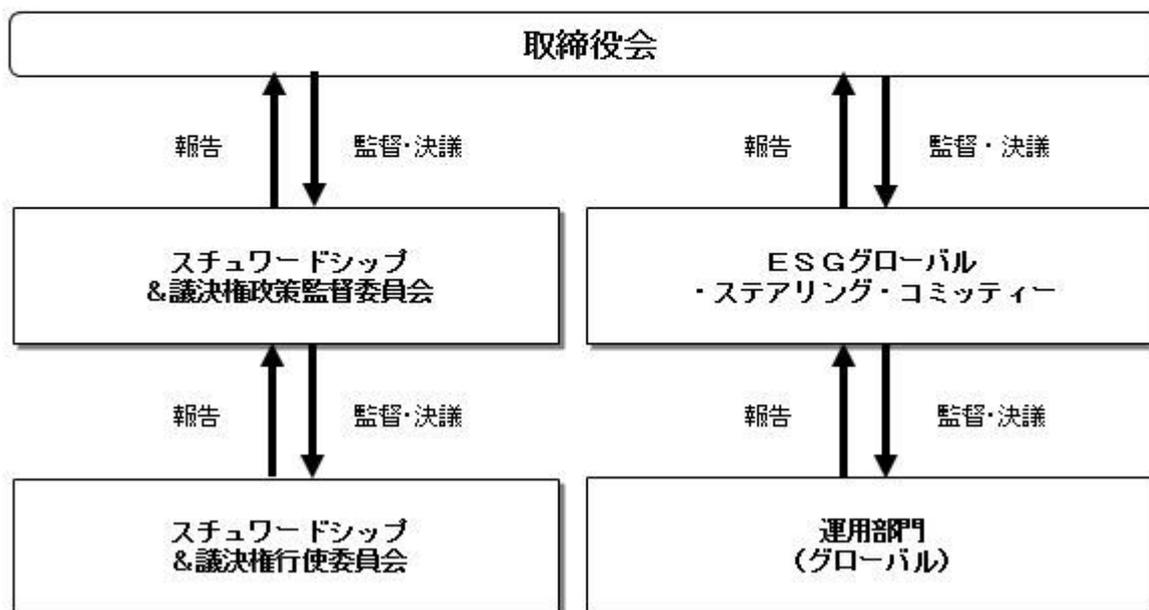 取締役会
報告
監督・決議
報告
監督・決議
スチュワードシップ
&議決権政策監督委員会
ESGグローバル
・ステアリング・コミッティー
報告
監督・決議
報告
監督・決議
スチュワードシップ
&議決権行使委員会
運用部門
(グローバル)